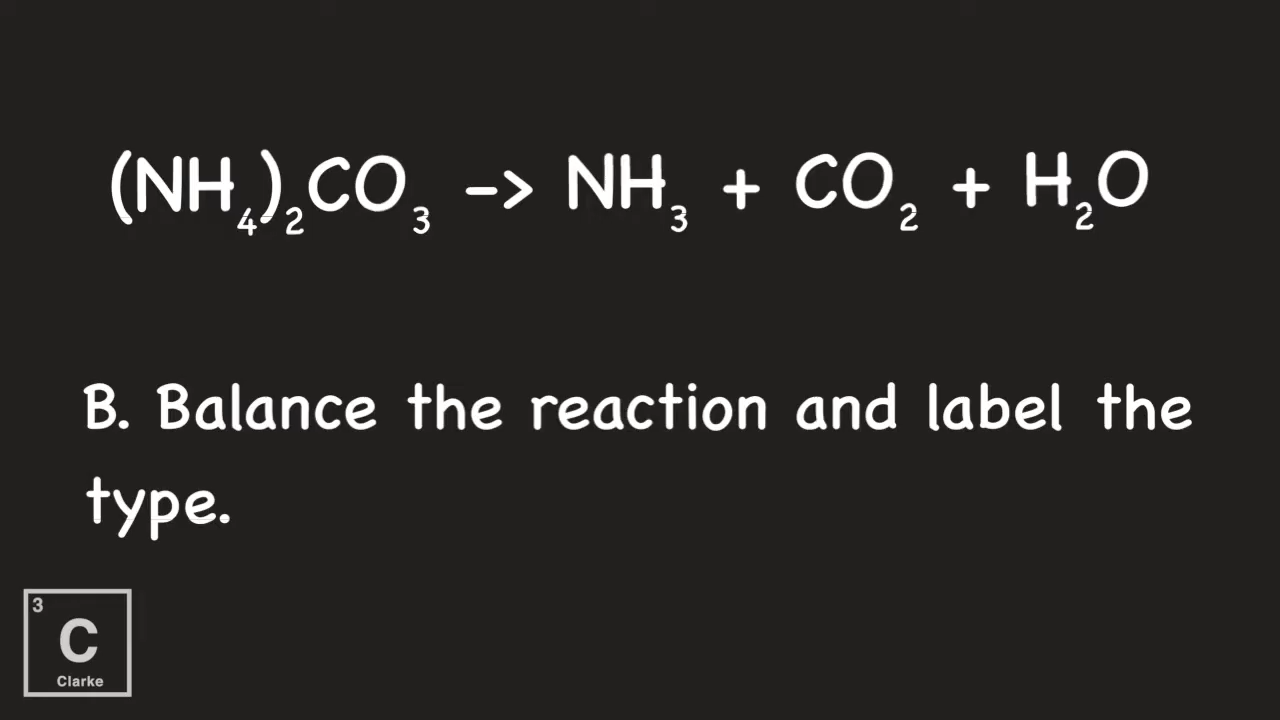 (NH₄)₂CO₃ -> NH₃ + CO₂ + H₂O
B. Balance the reaction and label the
type.
3
C
Clarke